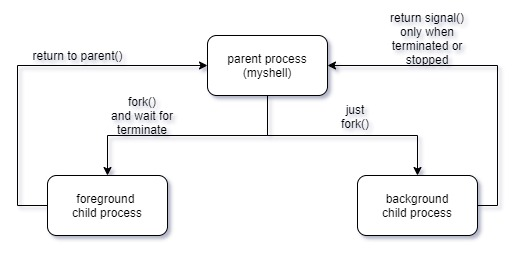 return signal()
only when
terminated or
stopped
return to parent()
parent process
(myshell)
fork()
and wait for
terminate
just
fork()
foreground
child process
background
child process